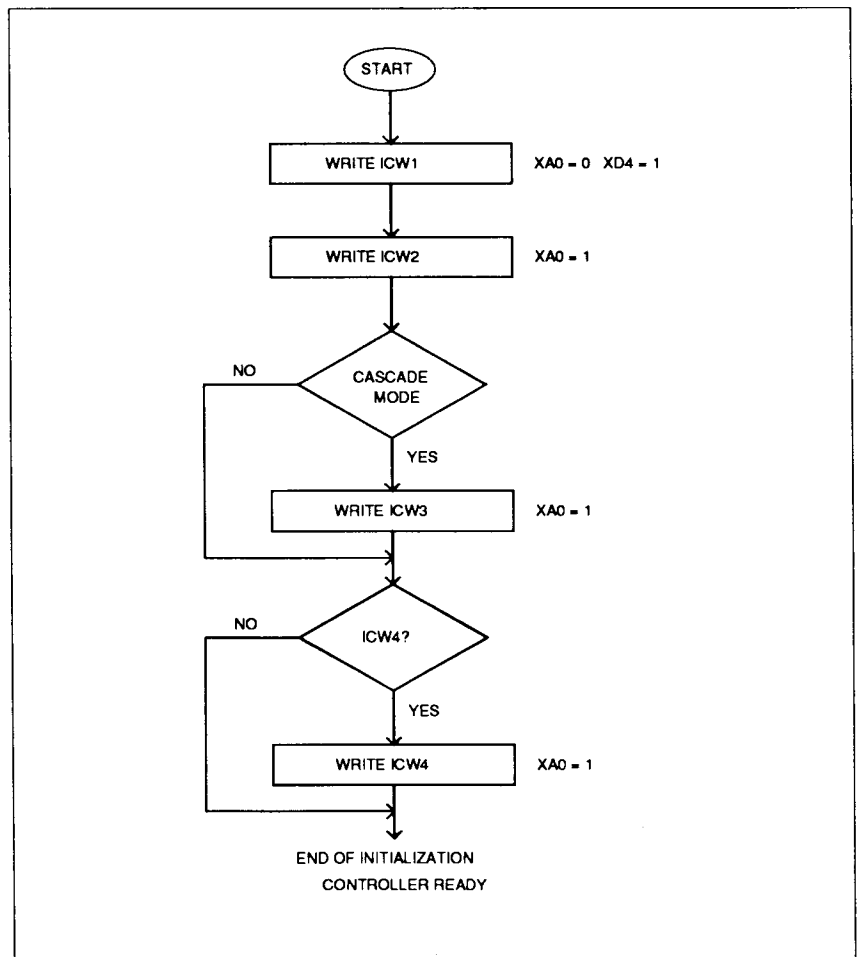 START
WRITE ICW1 XA0 = 0 XD4 = 1
WRITE ICW2 XA0 = 1
CASCADE
MODE
NO
YES
WRITE ICW3 XA0 = 1
ICW4?
NO
YES
WRITE ICW4 XA0 = 1
END OF INITIALIZATION
CONTROLLER READY